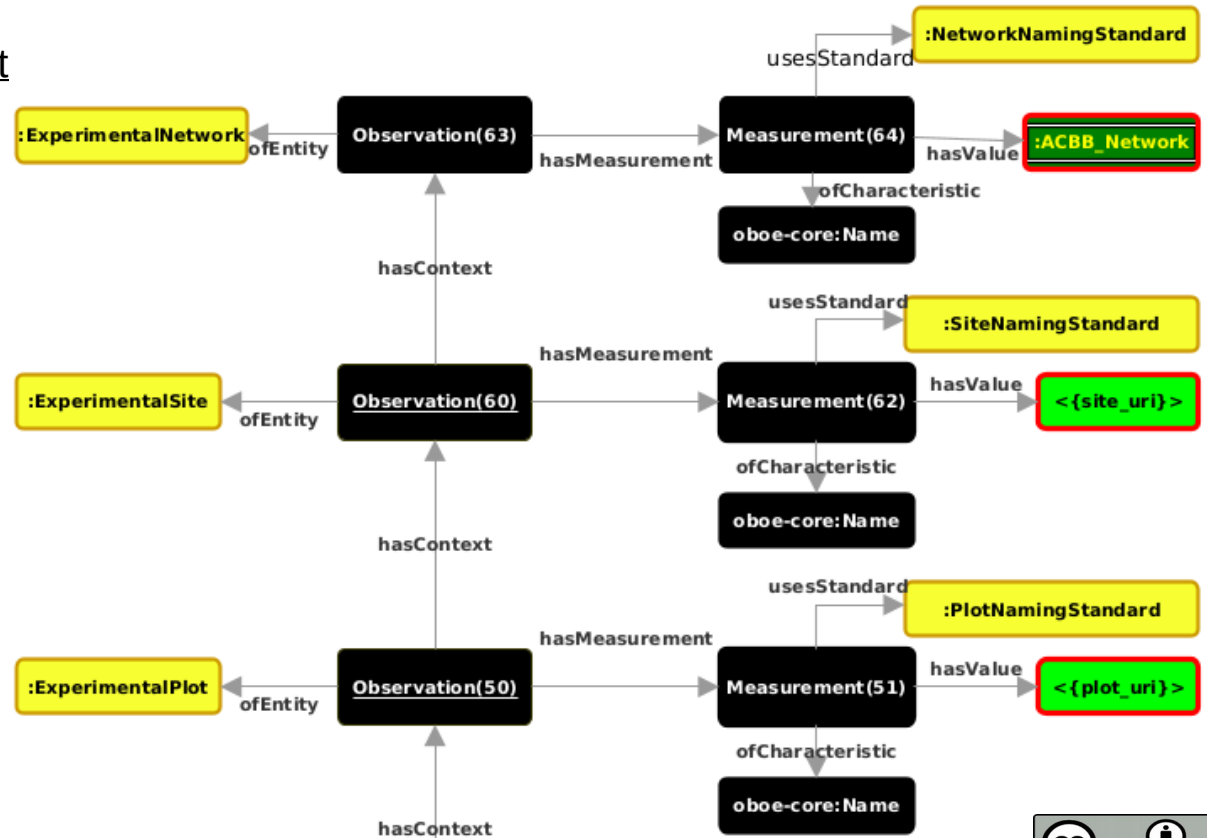 t
:NetworkNamingStandard
usesStandard
:ExperimentalNetwork
ofEntity
Observation(63)
hasMeasurement
Measurement(64)
hasValue
:ACBB_Network
ofCharacteristic
oboe-core:Name
hasContext
usesStandard
:SiteNamingStandard
hasMeasurement
:ExperimentalSite
ofEntity
Observation(60)
Measurement(62)
hasValue
<{site_uri}>
ofCharacteristic
oboe-core:Name
hasContext
usesStandard
:PlotNamingStandard
hasMeasurement
:ExperimentalPlot
ofEntity
Observation(50)
Measurement(51)
hasValue
<{plot_uri}>
ofCharacteristic
oboe-core:Name
hasContext